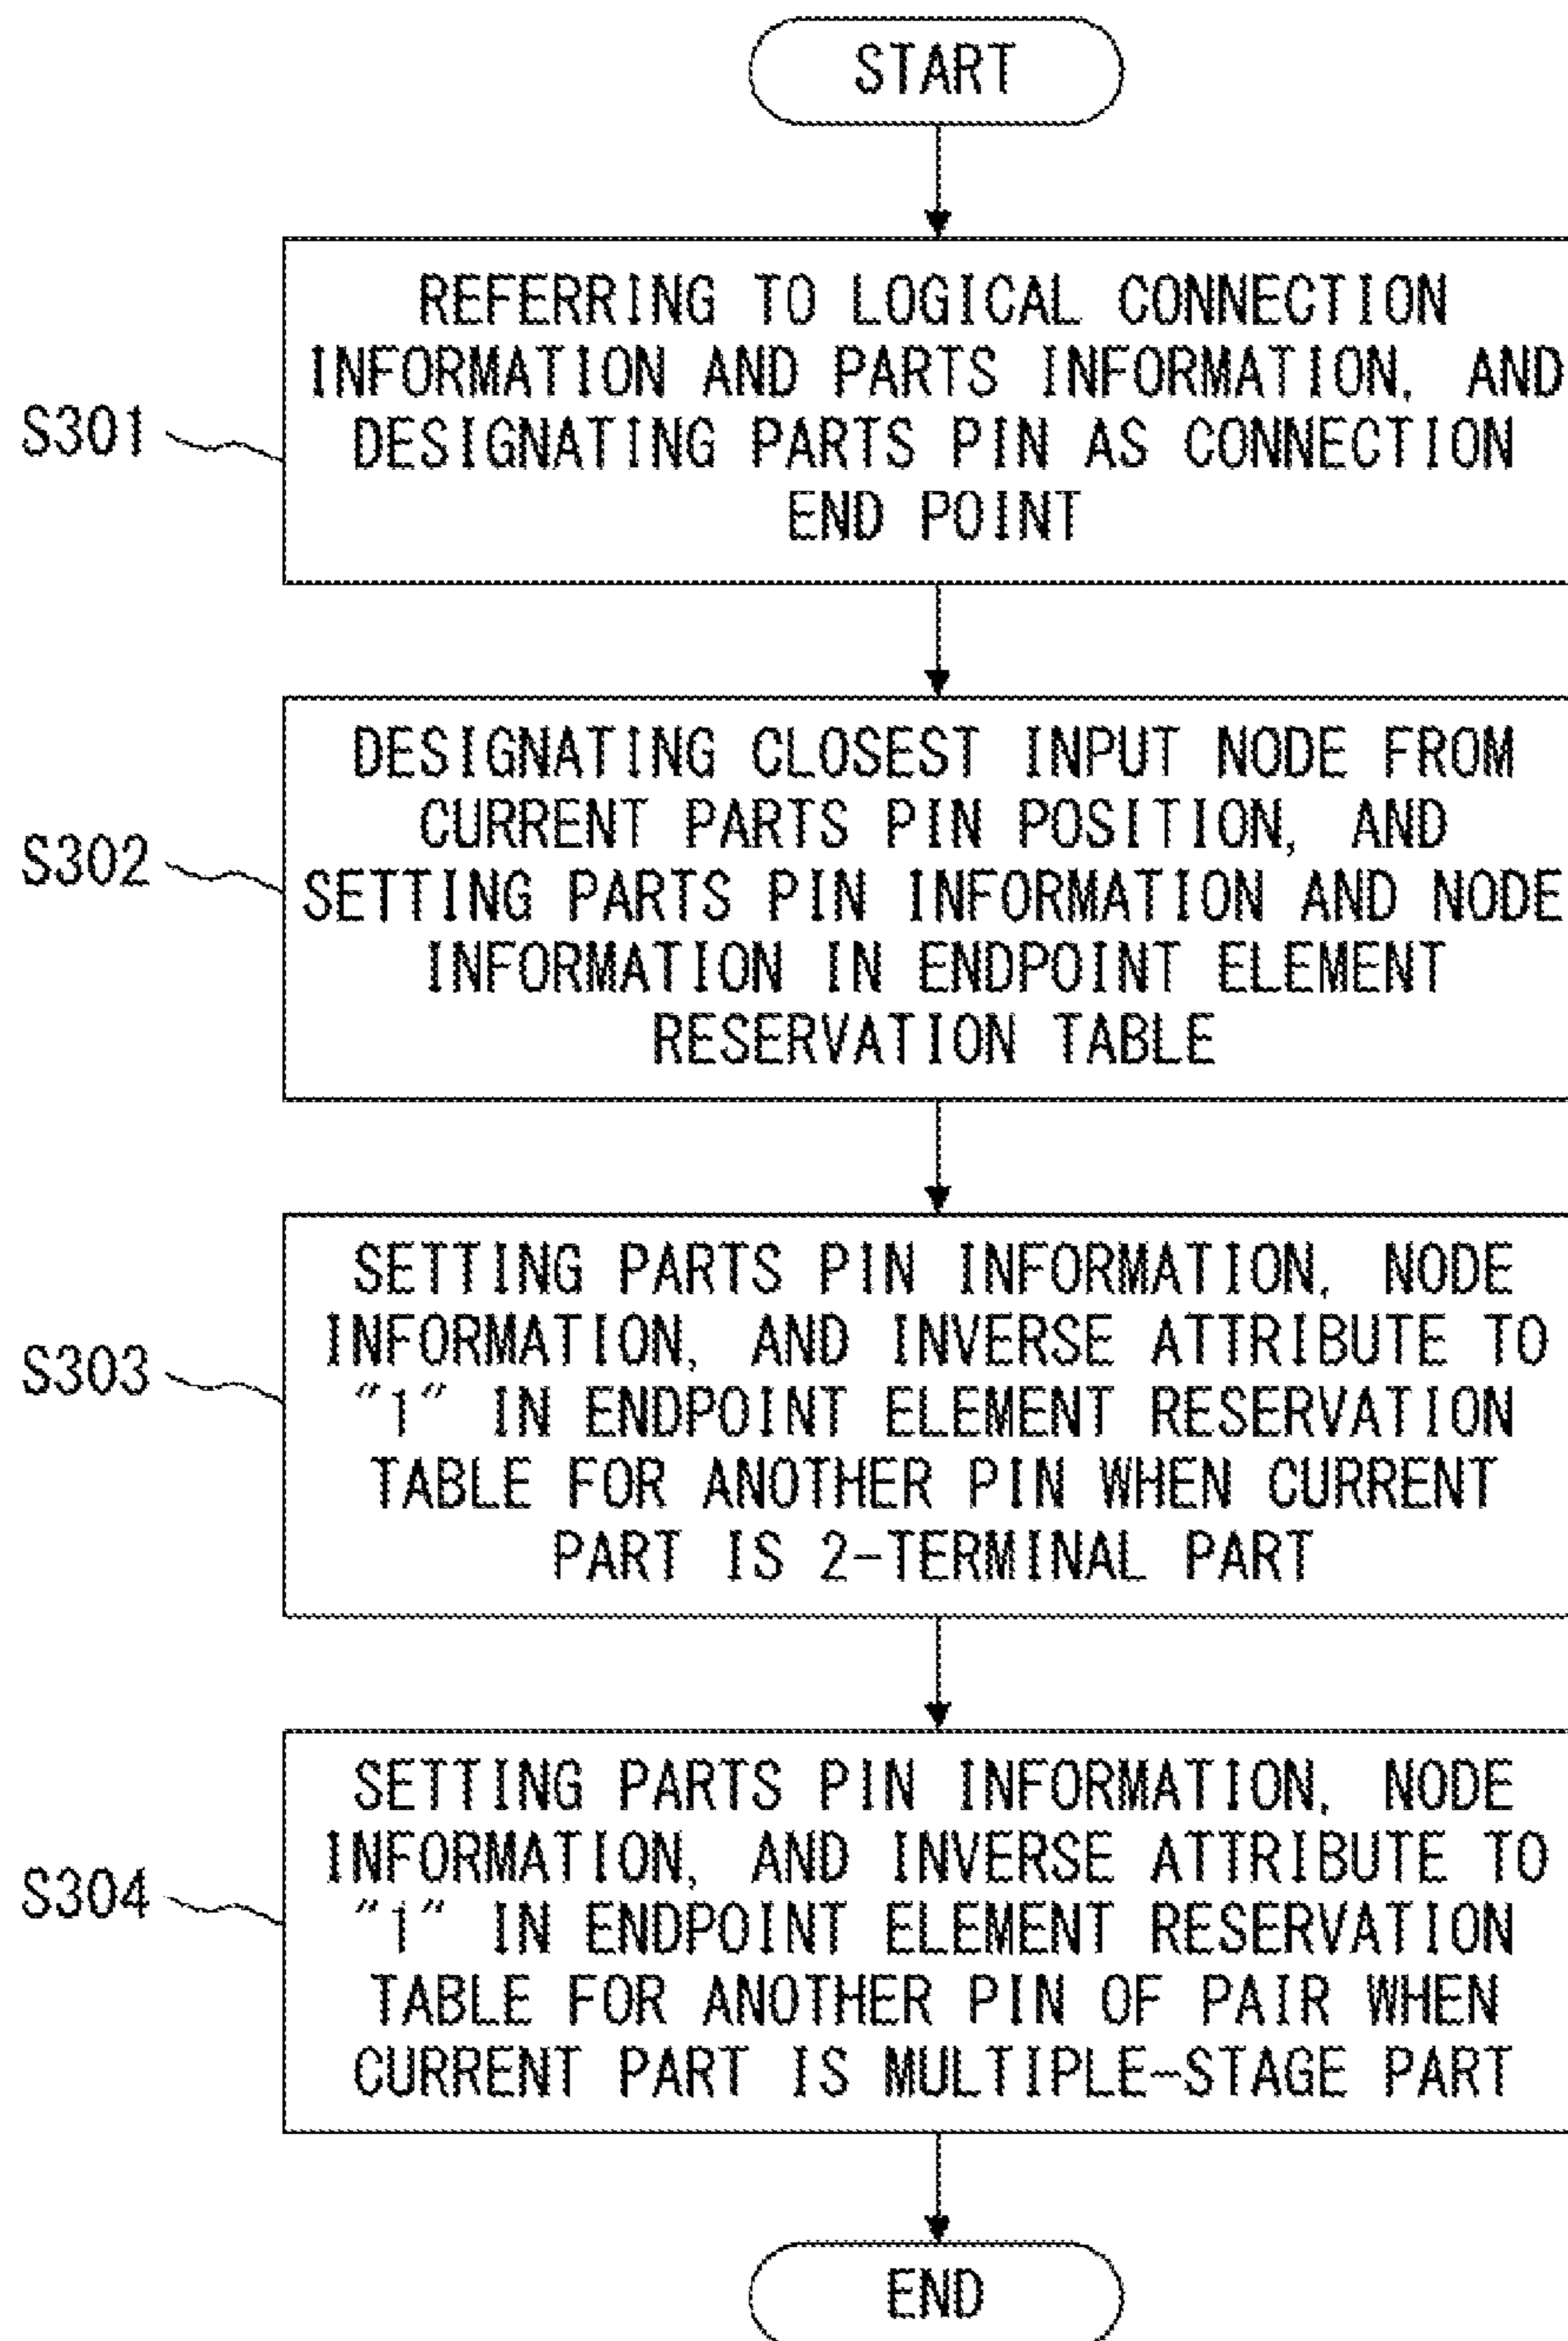 START
S301
REFERRING TO LOGICAL CONNECTION
INFORMATION AND PARTS INFORMATION, AND
DESIGNATING PARTS PIN AS CONNECTION
END POINT
S302
DESIGNATING CLOSEST INPUT NODE FROM
CURRENT PARTS PIN POSITION, AND
SETTING PARTS PIN INFORMATION AND NODE
INFORMATION IN ENDPOINT ELEMENT
RESERVATION TABLE
S303
SETTING PARTS PIN INFORMATION, NODE
INFORMATION, AND INVERSE ATTRIBUTE TO
"1" IN ENDPOINT ELEMENT RESERVATION
TABLE FOR ANOTHER PIN WHEN CURRENT
PART IS 2-TERMINAL PART
S304
SETTING PARTS PIN INFORMATION, NODE
INFORMATION, AND INVERSE ATTRIBUTE TO
"1" IN ENDPOINT ELEMENT RESERVATION
TABLE FOR ANOTHER PIN OF PAIR WHEN
CURRENT PART IS MULTIPLE-STAGE PART
END